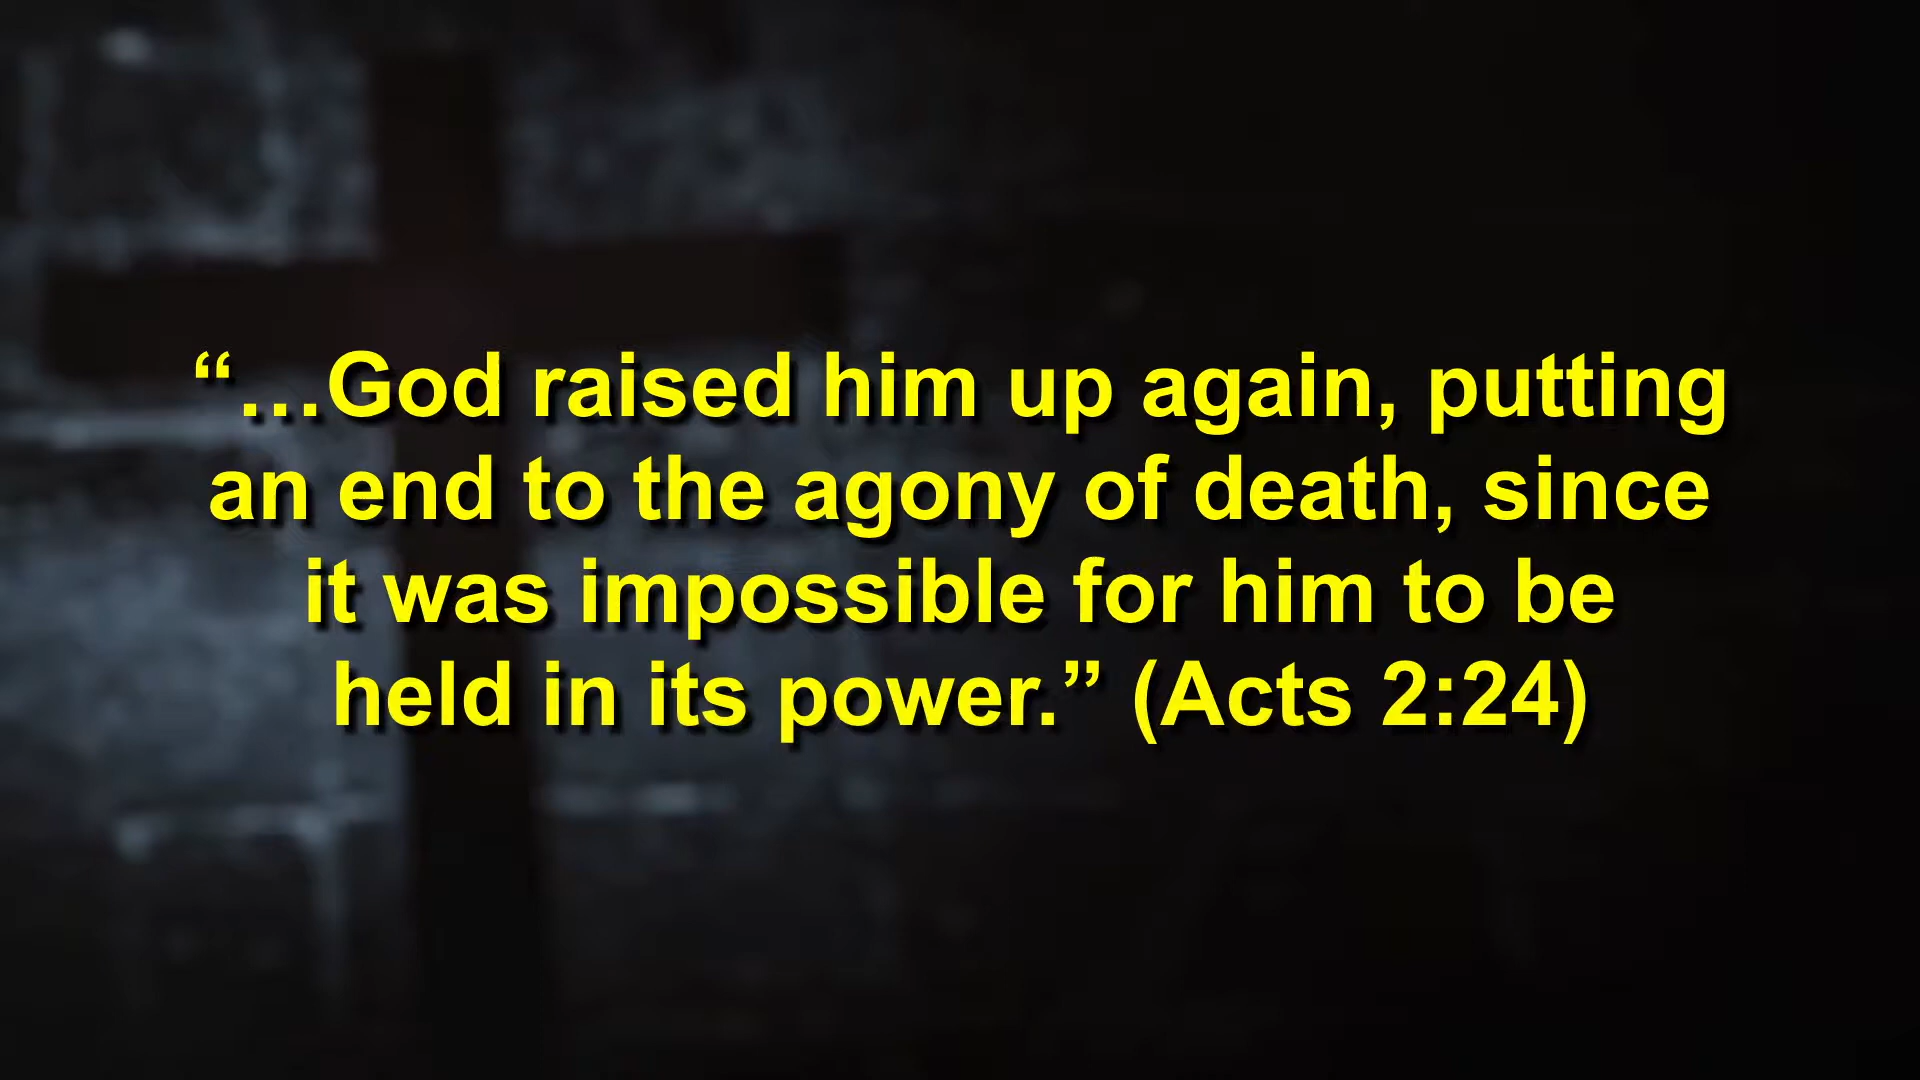 “…God raised him up again, putting
an end to the agony of death, since
it was impossible for him to be
held in its power.” (Acts 2:24)